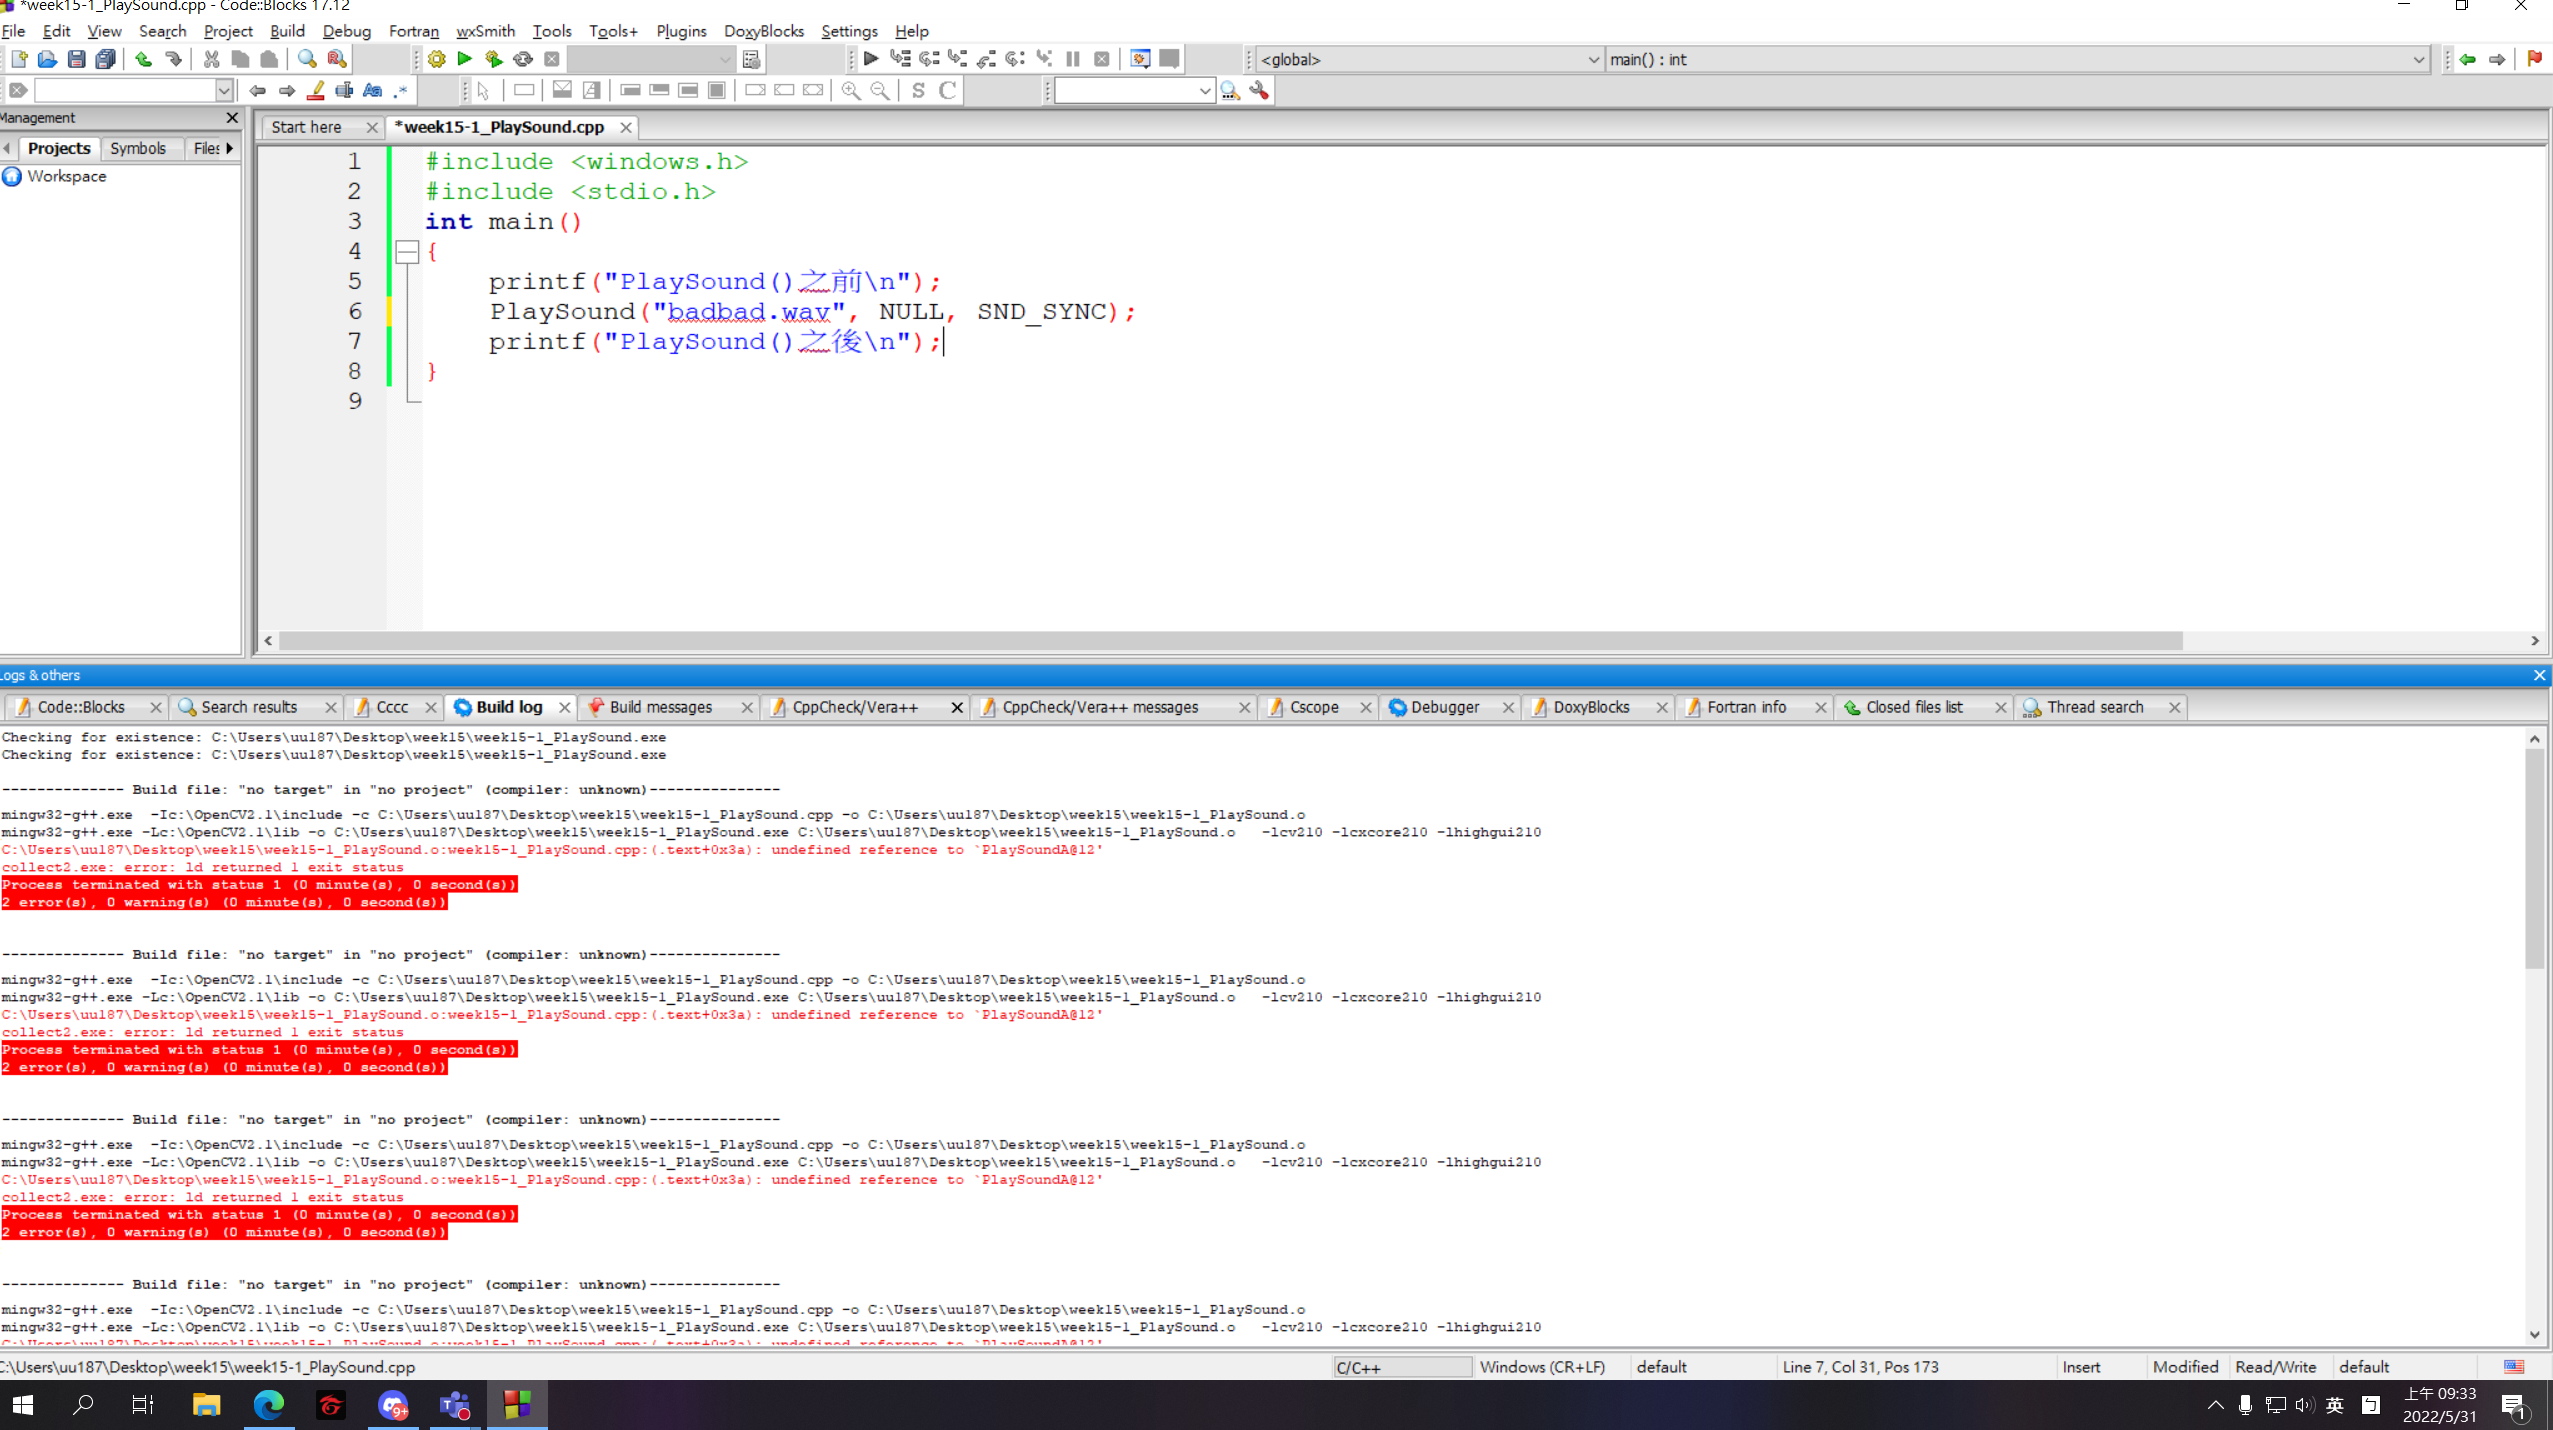 *week15-1_PlaySound.cpp - Code::Blocks 17.12
File Edit View Search Project Build Debug Fortran wxSmith Tools Tools+ Plugins DoxyBlocks Settings Help
<global> main() : int
S C
Management
Projects Symbols Files
Workspace
Start here *week15-1_PlaySound.cpp
1 #include <windows.h>
2 #include <stdio.h>
3 int main()
4 {
5 printf("PlaySound()之前\n");
6 PlaySound("badbad.wav", NULL, SND_SYNC);
7 printf("PlaySound()之後\n");
8 }
9
Logs & others
Code::Blocks Search results Cccc Build log Build messages CppCheck/Vera++ CppCheck/Vera++ messages Cscope Debugger DoxyBlocks Fortran info Closed files list Thread search
Checking for existence: C:\Users\uu187\Desktop\week15\week15-1_PlaySound.exe
Checking for existence: C:\Users\uu187\Desktop\week15\week15-1_PlaySound.exe
-------------- Build file: "no target" in "no project" (compiler: unknown)---------------
mingw32-g++.exe  -Ic:\OpenCV2.1\include -c C:\Users\uu187\Desktop\week15\week15-1_PlaySound.cpp -o C:\Users\uu187\Desktop\week15\week15-1_PlaySound.o
mingw32-g++.exe -Lc:\OpenCV2.1\lib -o C:\Users\uu187\Desktop\week15\week15-1_PlaySound.exe C:\Users\uu187\Desktop\week15\week15-1_PlaySound.o   -lcv210 -lcxcore210 -lhighgui210
C:\Users\uu187\Desktop\week15\week15-1_PlaySound.o:week15-1_PlaySound.cpp:(.text+0x3a): undefined reference to `PlaySoundA@12'
collect2.exe: error: ld returned 1 exit status
Process terminated with status 1 (0 minute(s), 0 second(s))
2 error(s), 0 warning(s) (0 minute(s), 0 second(s))
-------------- Build file: "no target" in "no project" (compiler: unknown)---------------
mingw32-g++.exe  -Ic:\OpenCV2.1\include -c C:\Users\uu187\Desktop\week15\week15-1_PlaySound.cpp -o C:\Users\uu187\Desktop\week15\week15-1_PlaySound.o
mingw32-g++.exe -Lc:\OpenCV2.1\lib -o C:\Users\uu187\Desktop\week15\week15-1_PlaySound.exe C:\Users\uu187\Desktop\week15\week15-1_PlaySound.o   -lcv210 -lcxcore210 -lhighgui210
C:\Users\uu187\Desktop\week15\week15-1_PlaySound.o:week15-1_PlaySound.cpp:(.text+0x3a): undefined reference to `PlaySoundA@12'
collect2.exe: error: ld returned 1 exit status
Process terminated with status 1 (0 minute(s), 0 second(s))
2 error(s), 0 warning(s) (0 minute(s), 0 second(s))
-------------- Build file: "no target" in "no project" (compiler: unknown)---------------
mingw32-g++.exe  -Ic:\OpenCV2.1\include -c C:\Users\uu187\Desktop\week15\week15-1_PlaySound.cpp -o C:\Users\uu187\Desktop\week15\week15-1_PlaySound.o
mingw32-g++.exe -Lc:\OpenCV2.1\lib -o C:\Users\uu187\Desktop\week15\week15-1_PlaySound.exe C:\Users\uu187\Desktop\week15\week15-1_PlaySound.o   -lcv210 -lcxcore210 -lhighgui210
C:\Users\uu187\Desktop\week15\week15-1_PlaySound.o:week15-1_PlaySound.cpp:(.text+0x3a): undefined reference to `PlaySoundA@12'
collect2.exe: error: ld returned 1 exit status
Process terminated with status 1 (0 minute(s), 0 second(s))
2 error(s), 0 warning(s) (0 minute(s), 0 second(s))
-------------- Build file: "no target" in "no project" (compiler: unknown)---------------
mingw32-g++.exe  -Ic:\OpenCV2.1\include -c C:\Users\uu187\Desktop\week15\week15-1_PlaySound.cpp -o C:\Users\uu187\Desktop\week15\week15-1_PlaySound.o
mingw32-g++.exe -Lc:\OpenCV2.1\lib -o C:\Users\uu187\Desktop\week15\week15-1_PlaySound.exe C:\Users\uu187\Desktop\week15\week15-1_PlaySound.o   -lcv210 -lcxcore210 -lhighgui210
C:\Users\uu187\Desktop\week15\week15-1_PlaySound.o:week15-1_PlaySound.cpp:(.text+0x3a): undefined reference to `PlaySoundA@12'
C:\Users\uu187\Desktop\week15\week15-1_PlaySound.cpp C/C++ Windows (CR+LF) default Line 7, Col 31, Pos 173 Insert Modified Read/Write default
9+ 英 ㄅ 上午 09:33
2022/5/31 1